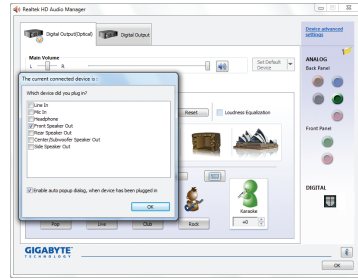 Realtek HD Audio Manager
Digital Output(Optical)
Digital Output
Device advanced settings
Main Volume
L
R
Set Default Device
ANALOG
Back Panel
The current connected device is :
Which device did you plug in?
Line In
Mic In
Headphone
Front Speaker Out
Rear Speaker Out
Center/Subwoofer Speaker Out
Side Speaker Out
Enable auto popup dialog, when device has been plugged in
OK
Reset
Loudness Equalization
Front Panel
Karaoke
+0
Pop
Live
Club
Rock
DIGITAL
GIGABYTE
TECHNOLOGY
i
OK